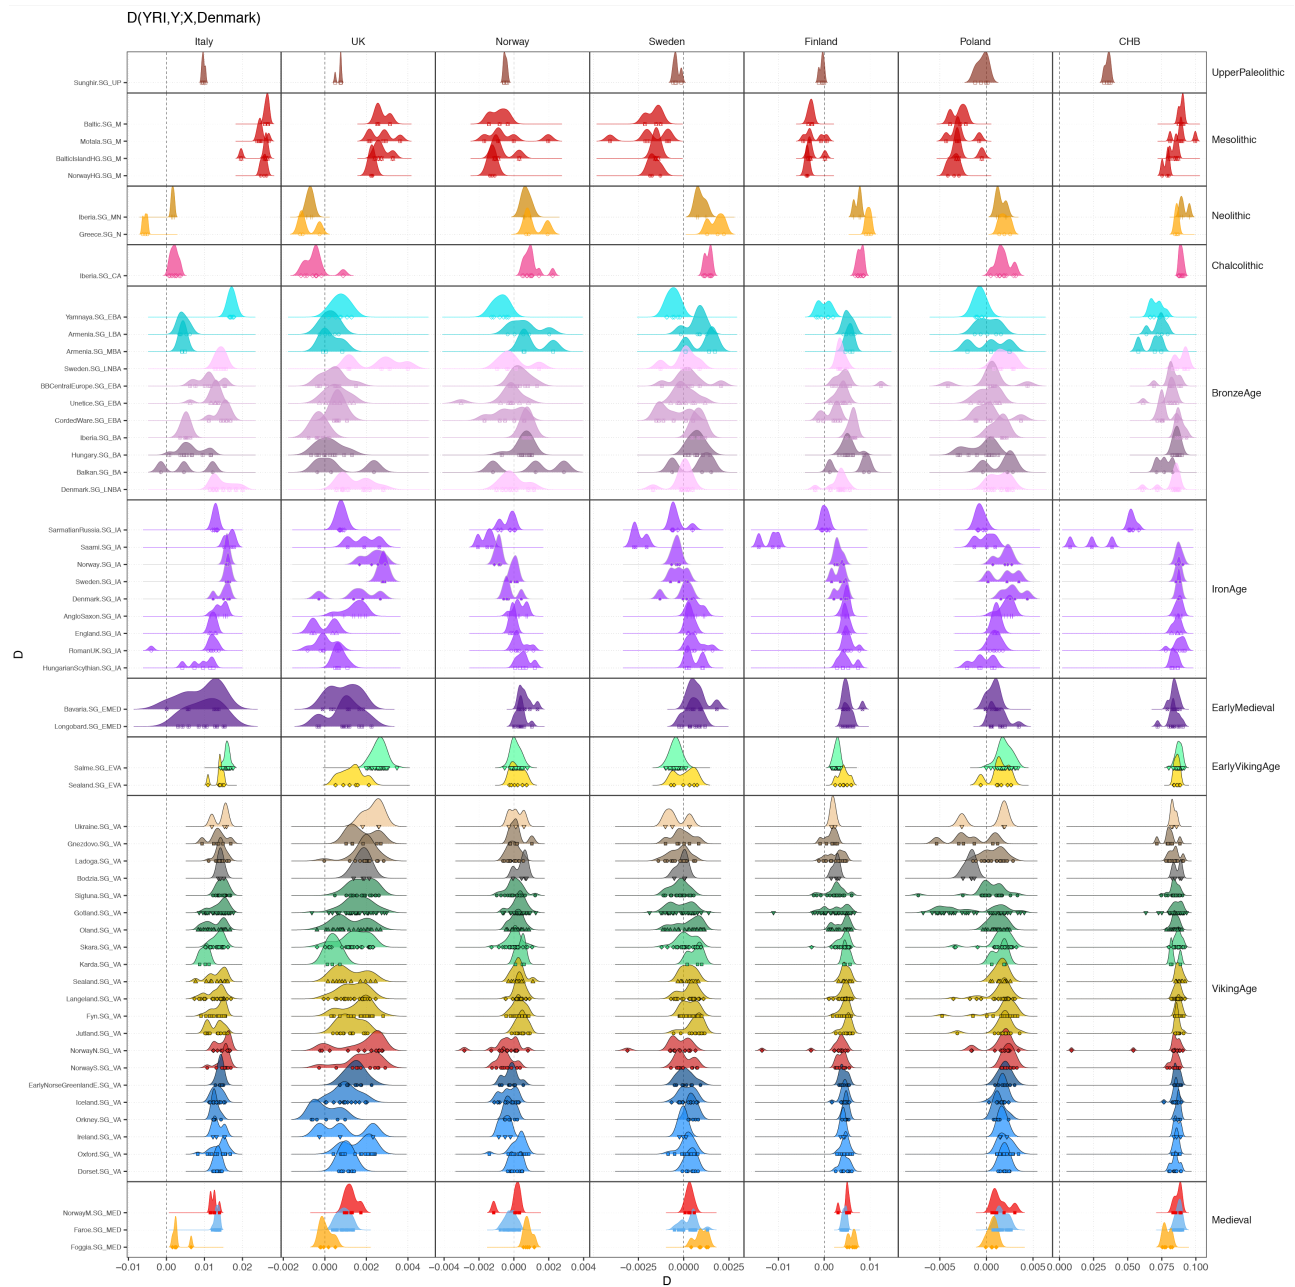 D(YRI,Y;X,Denmark)
Italy UK Norway Sweden Finland Poland CHB
Sunghir.SG_UP
UpperPaleolithic
Baltic.SG_M
Motala.SG_M
BalticIslandHG.SG_M
NorwayHG.SG_M
Mesolithic
Iberia.SG_MN
Greece.SG_N
Neolithic
Iberia.SG_CA
Chalcolithic
Yamnaya.SG_EBA
Armenia.SG_LBA
Armenia.SG_MBA
Sweden.SG_LNBA
BBCentralEurope.SG_EBA
Unetice.SG_EBA
CordedWare.SG_EBA
Iberia.SG_BA
Hungary.SG_BA
Balkan.SG_BA
Denmark.SG_LNBA
BronzeAge
SarmatianRussia.SG_IA
Saami.SG_IA
Norway.SG_IA
Sweden.SG_IA
Denmark.SG_IA
AngloSaxon.SG_IA
England.SG_IA
RomanUK.SG_IA
HungarianScythian.SG_IA
IronAge
D
Bavaria.SG_EMED
Longobard.SG_EMED
EarlyMedieval
Salme.SG_EVA
Sealand.SG_EVA
EarlyVikingAge
Ukraine.SG_VA
Gnezdovo.SG_VA
Ladoga.SG_VA
Bodzia.SG_VA
Sigtuna.SG_VA
Gotland.SG_VA
Oland.SG_VA
Skara.SG_VA
Karda.SG_VA
Sealand.SG_VA
Langeland.SG_VA
Fyn.SG_VA
Jutland.SG_VA
NorwayN.SG_VA
NorwayS.SG_VA
EarlyNorseGreenlandE.SG_VA
Iceland.SG_VA
Orkney.SG_VA
Ireland.SG_VA
Oxford.SG_VA
Dorset.SG_VA
VikingAge
NorwayM.SG_MED
Faroe.SG_MED
Foggia.SG_MED
Medieval
−0.01 0.00 0.01 0.02 −0.002 0.000 0.002 0.004 −0.004 −0.002 0.000 0.002 0.004 −0.0025 0.000 0.0025 −0.01 0.00 0.01 −0.005 0.000 0.005 0.000 0.025 0.050 0.075 0.100
D